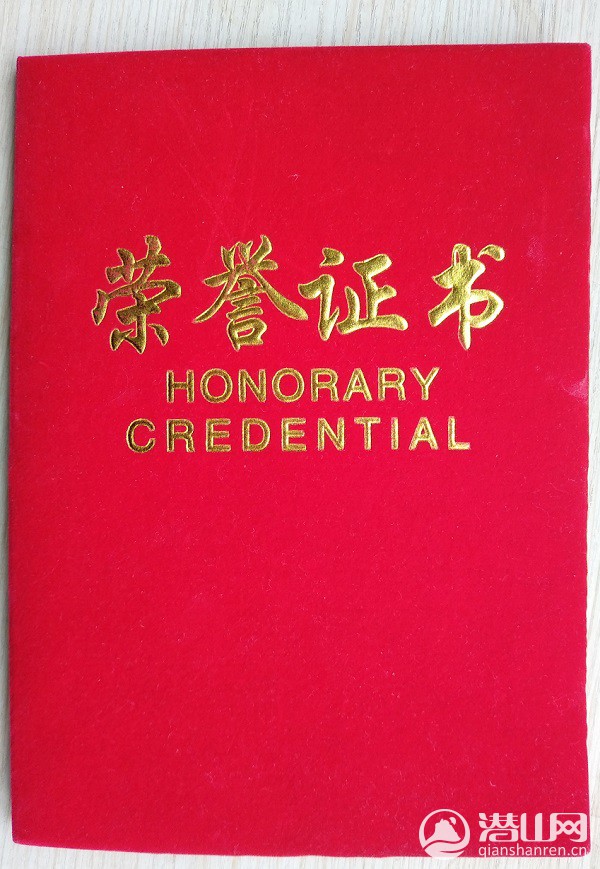 荣誉证书
HONORARY
CREDENTIAL
潜山网
qianshanren.cn